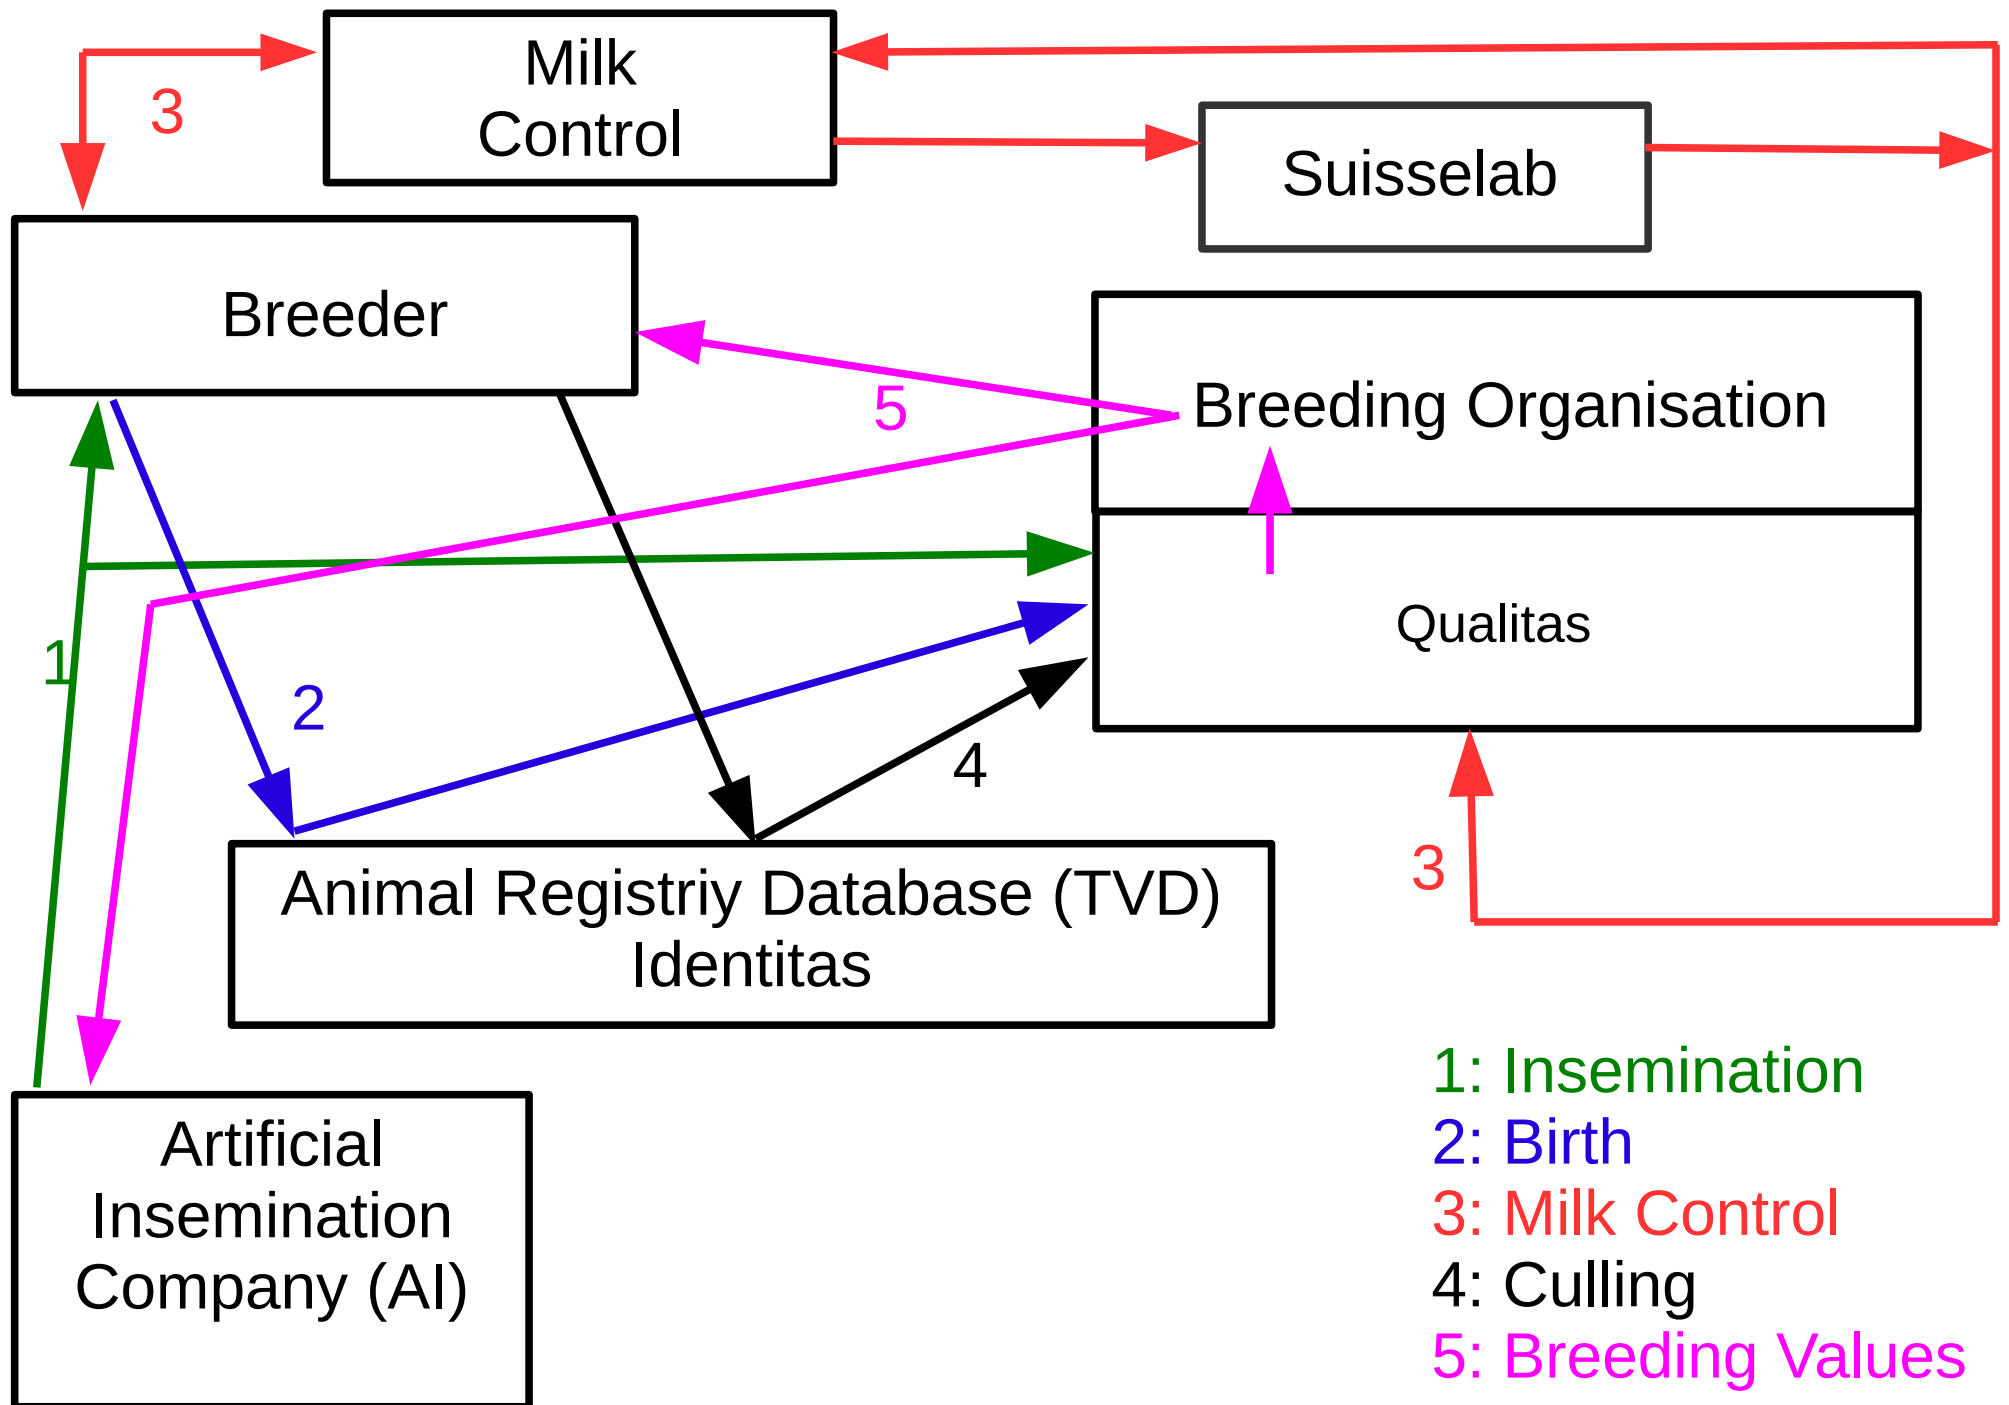 Milk
Control
3
Suisselab
Breeder
Breeding Organisation
5
Qualitas
1
2
4
3
Animal Registriy Database (TVD)
Identitas
Artificial
Insemination
Company (AI)
1: Insemination
2: Birth
3: Milk Control
4: Culling
5: Breeding Values